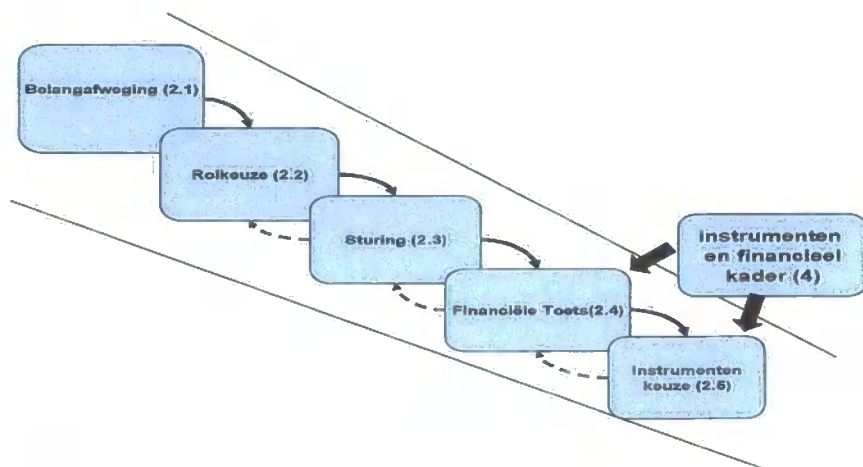 Belangafweging (2.1)
Rolkeuze (2.2)
Sturing (2.3)
Financiële Toets(2.4)
Instrumenten
keuze (2.5)
Instrumenten
en financieel
kader (4)